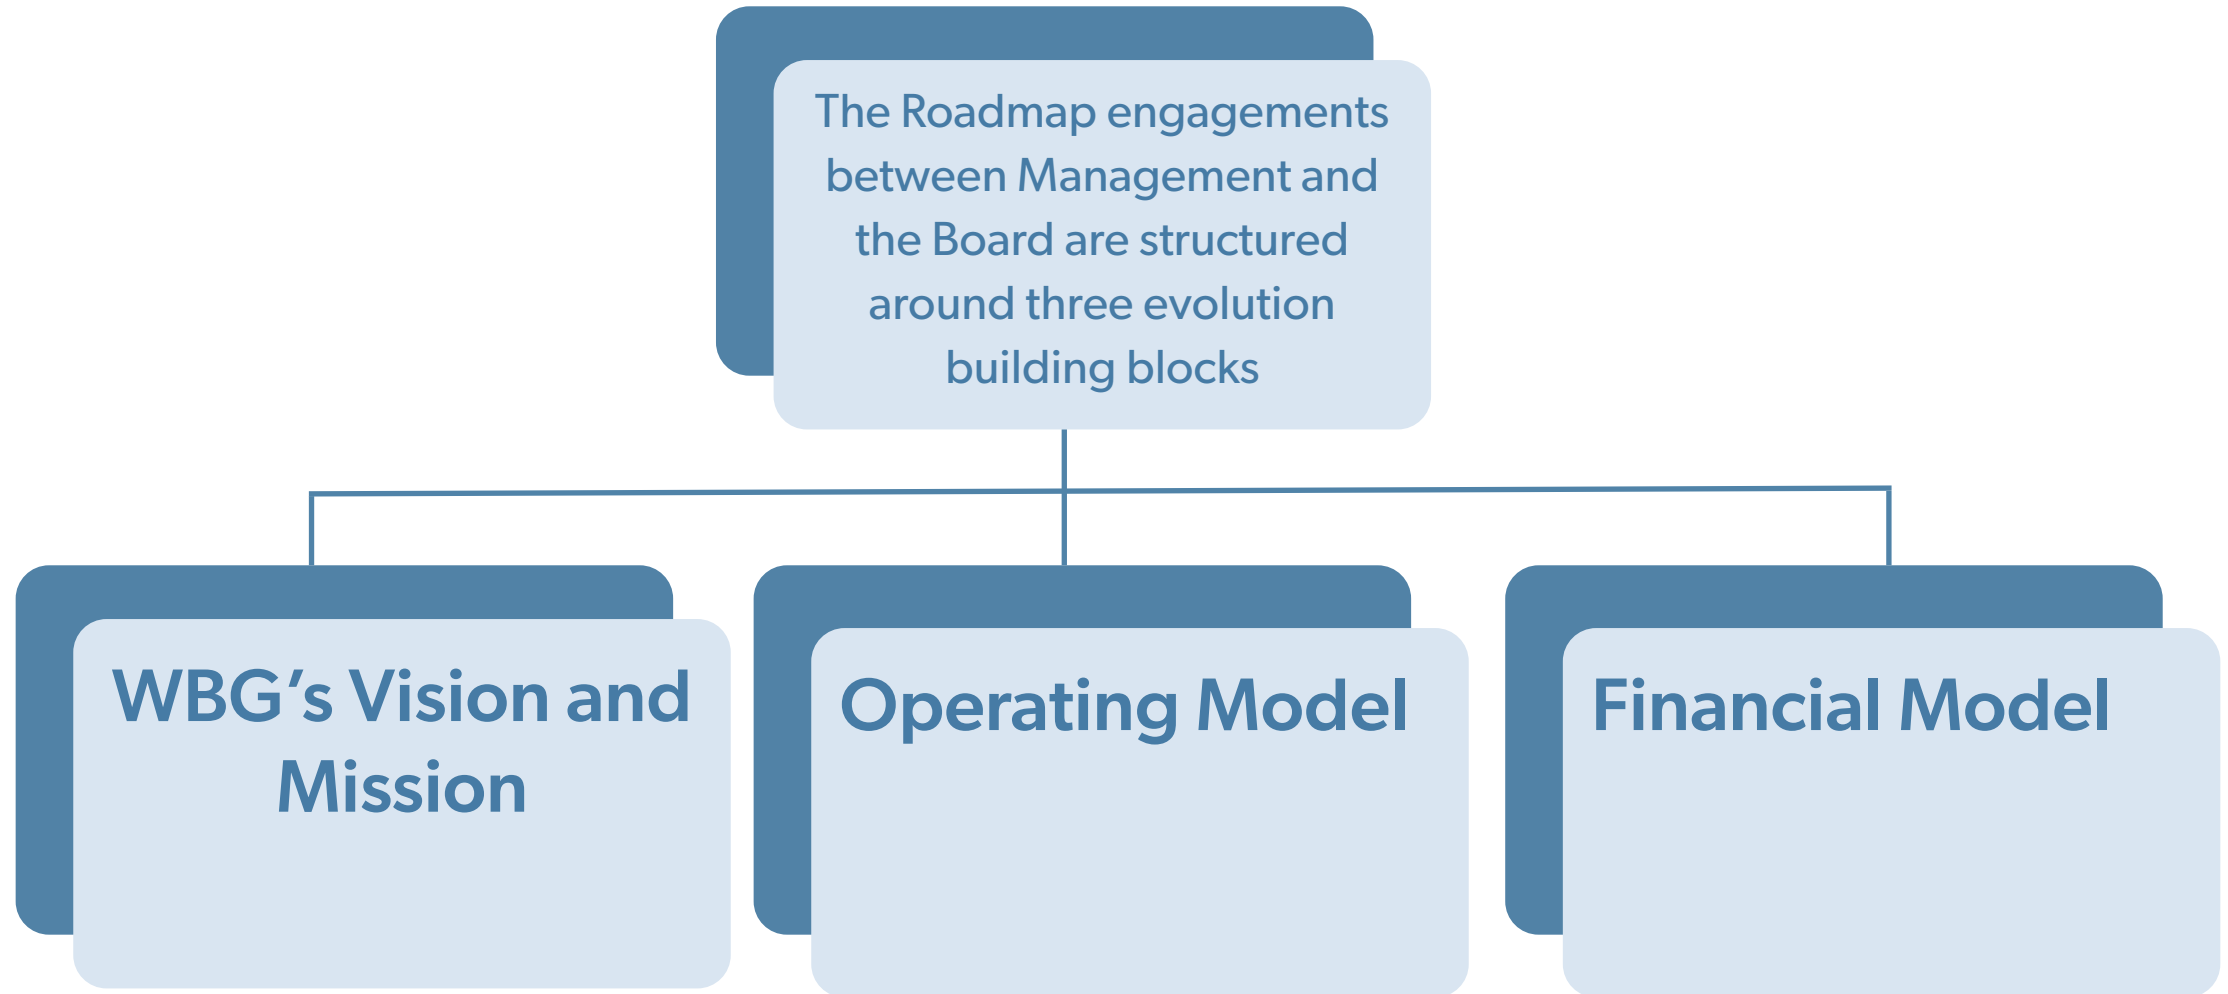 The Roadmap engagements
between Management and
the Board are structured
around three evolution
building blocks
WBG’s Vision and
Mission
Operating Model
Financial Model